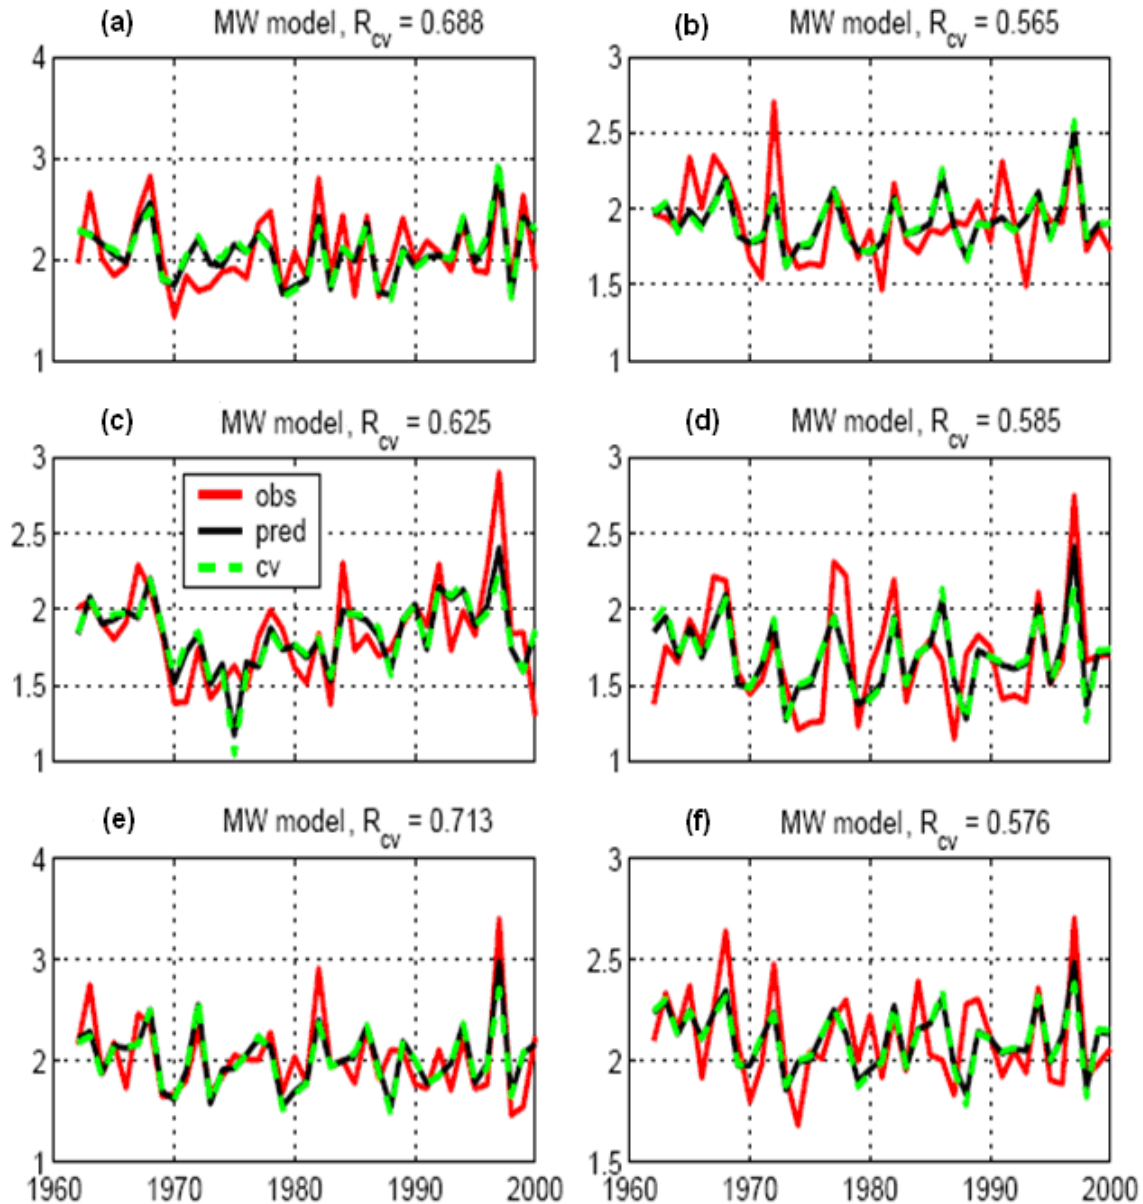 (a) MW model, Rcv = 0.688
(b) MW model, Rcv = 0.565
4
3
2
1
3
2.5
2
1.5
1
(c) MW model, Rcv = 0.625
(d) MW model, Rcv = 0.585
3
2.5
2
1.5
1
obs
pred
cv
3
2.5
2
1.5
1
(e) MW model, Rcv = 0.713
(f) MW model, Rcv = 0.576
4
3
2
1
3
2.5
2
1.5
1960 1970 1980 1990 2000
1960 1970 1980 1990 2000